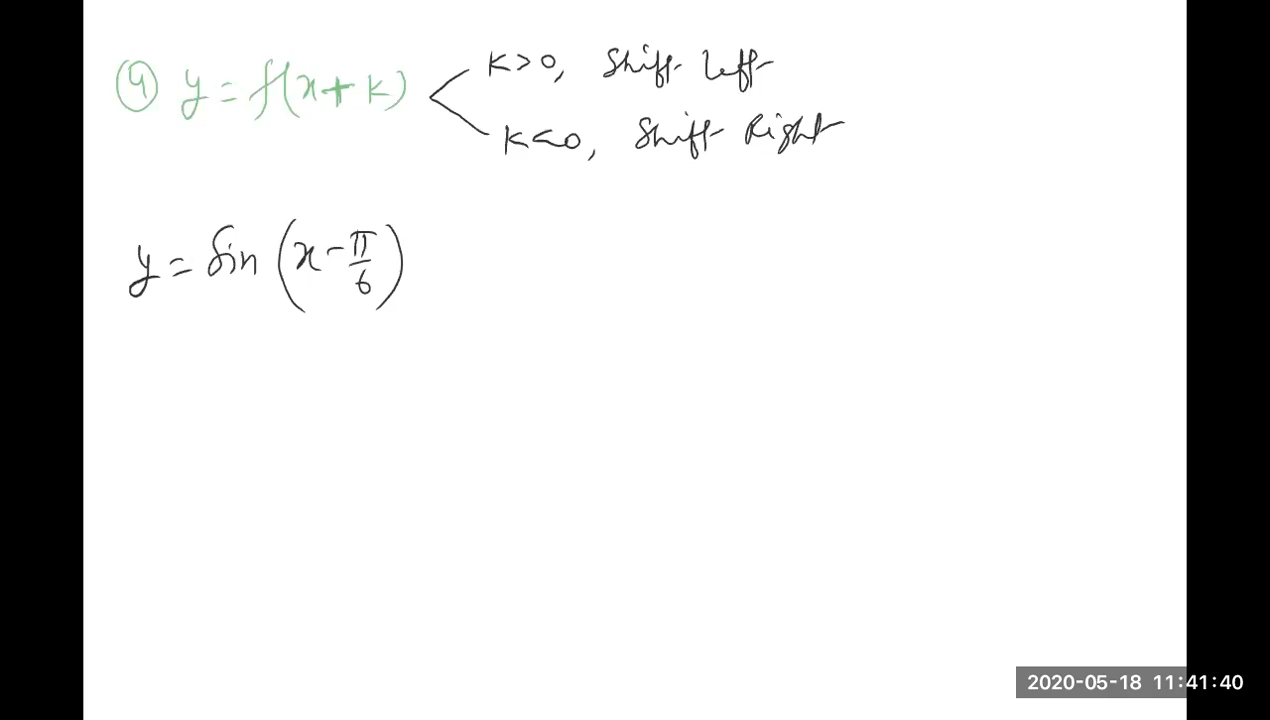 ④ y = f(x + k) k > 0, Shift left
k < 0, Shift Right
y = sin (x - π/6)
2020-05-18 11:41:40